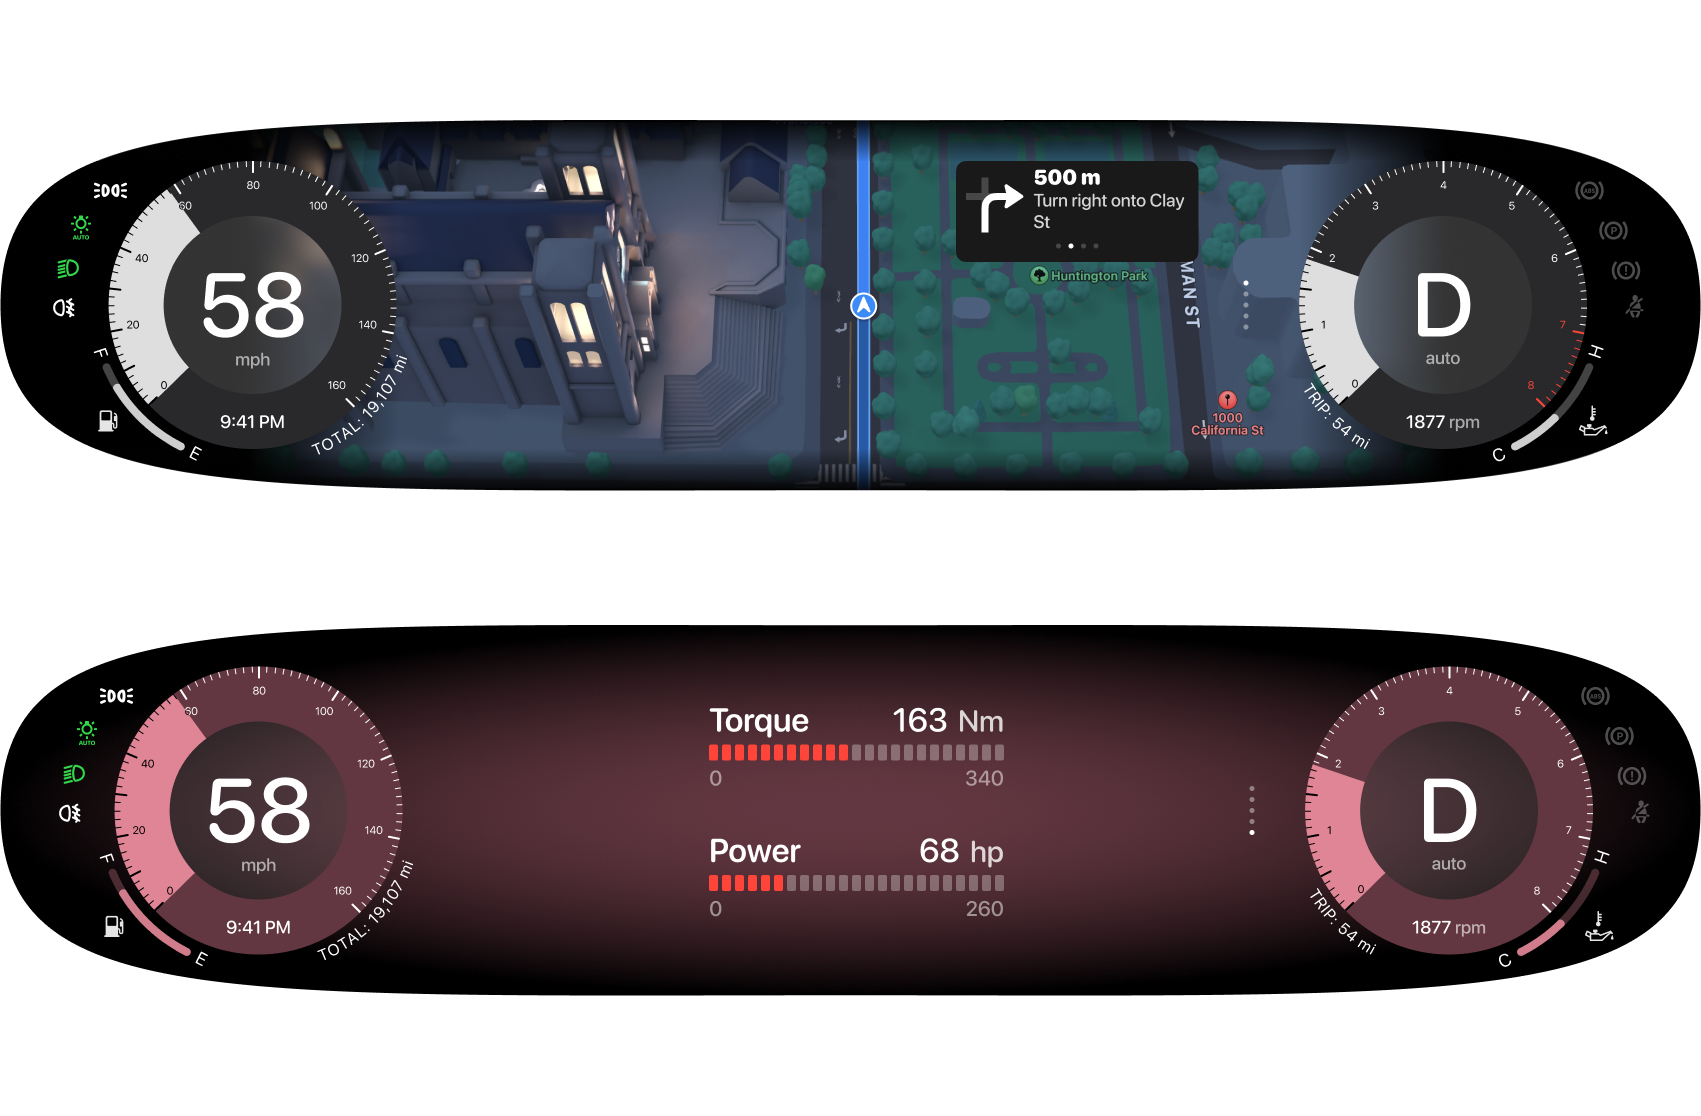 80
60
100
40
120
20
140
0
160
58
mph
9:41 PM
F
E
AUTO
TOTAL: 19,107 mi
500 m
Turn right onto Clay
St
Huntington Park
MAN ST
1000
California St
4
3
5
2
6
1
7
0
8
D
auto
1877 rpm
TRIP: 54 mi
H
C
ABS
P
80
60
100
40
120
20
140
0
160
58
mph
9:41 PM
F
E
AUTO
TOTAL: 19,107 mi
Torque 163 Nm
0 340
Power 68 hp
0 260
4
3
5
2
6
1
7
0
8
D
auto
1877 rpm
TRIP: 54 mi
H
C
ABS
P